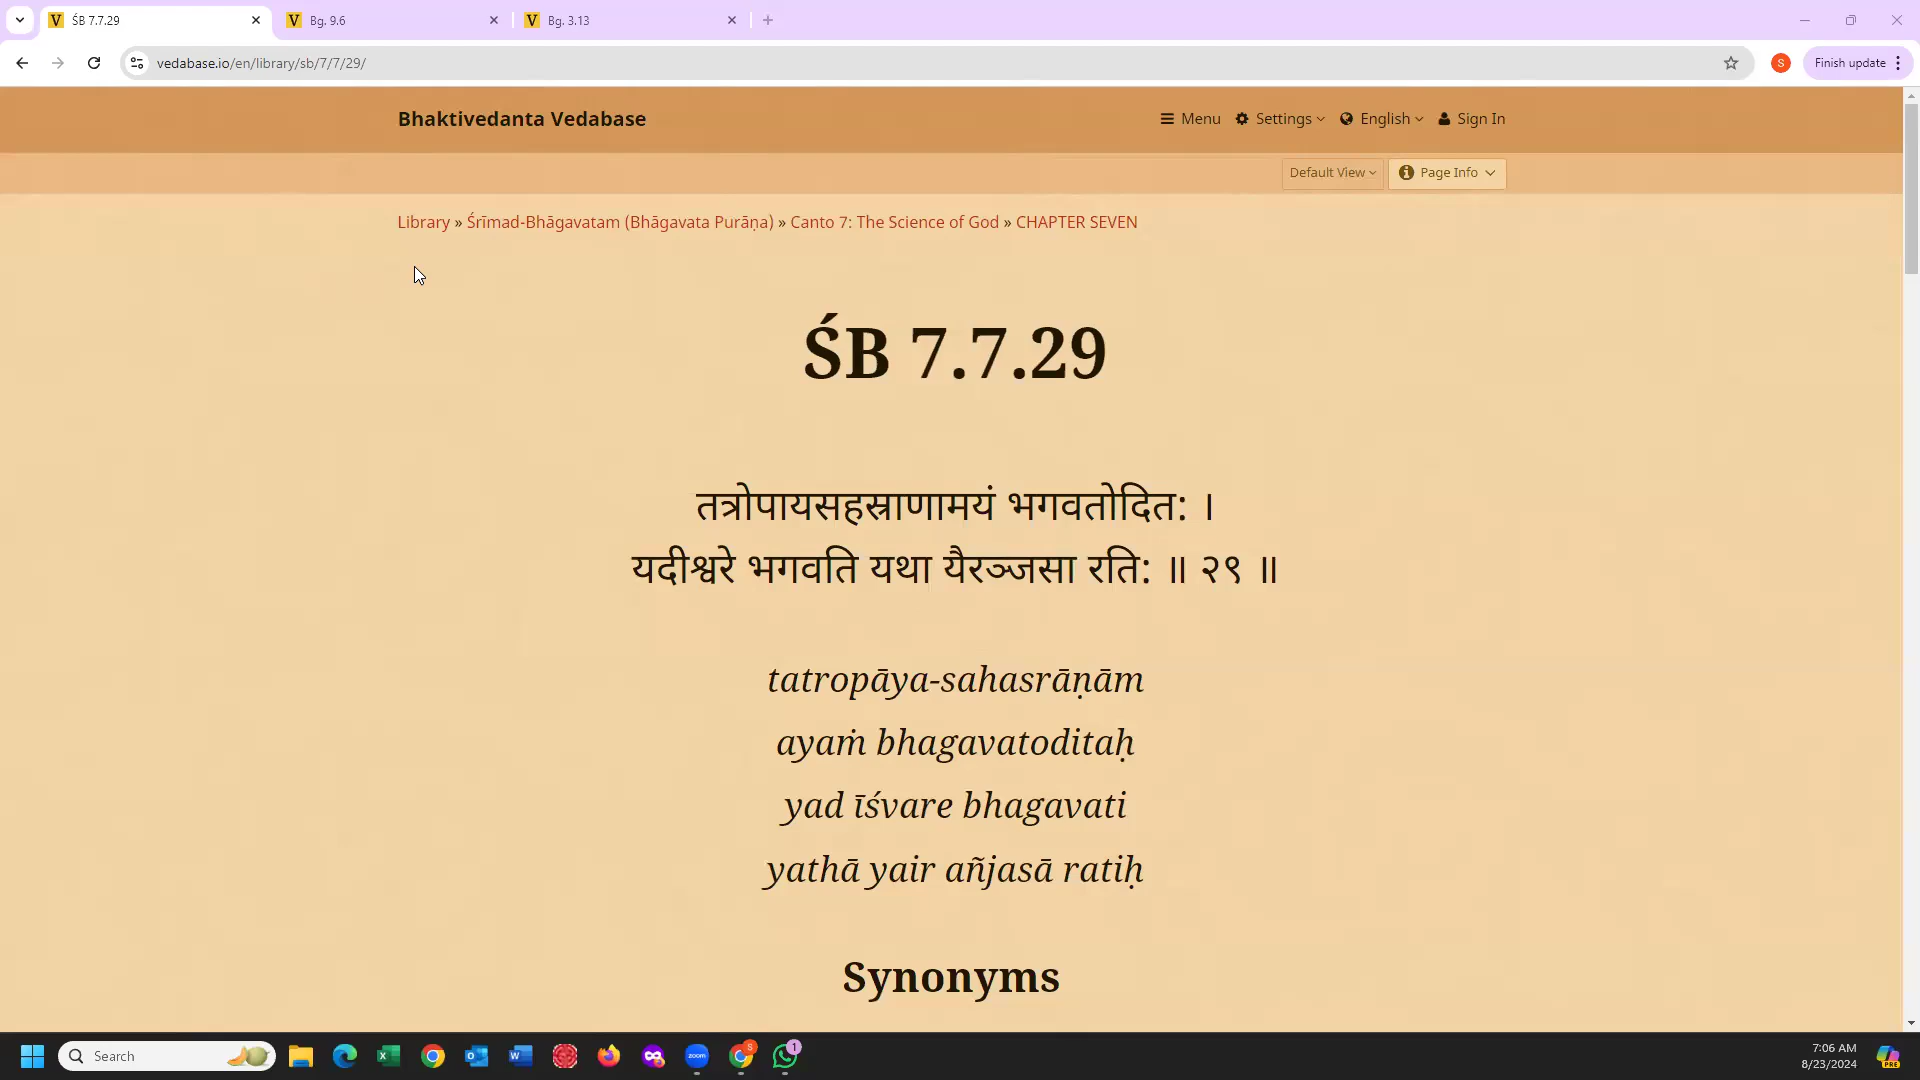 ŚB 7.7.29
Bg. 9.6
Bg. 3.13
vedabase.io/en/library/sb/7/7/29/
S
Finish update
Bhaktivedanta Vedabase
Menu Settings English Sign In
Default View Page Info
Library » Śrīmad-Bhāgavatam (Bhāgavata Purāṇa) » Canto 7: The Science of God » CHAPTER SEVEN
ŚB 7.7.29
तत्रोपायसहस्राणामयं भगवतोदित: ।
यदीश्वरे भगवति यथा यैरञ्जसा रति: ॥ २९ ॥
tatropāya-sahasrāṇām
ayaṁ bhagavatoditaḥ
yad īśvare bhagavati
yathā yair añjasā ratiḥ
Synonyms
Search
zoom
S
1
7:06 AM
8/23/2024
PRE